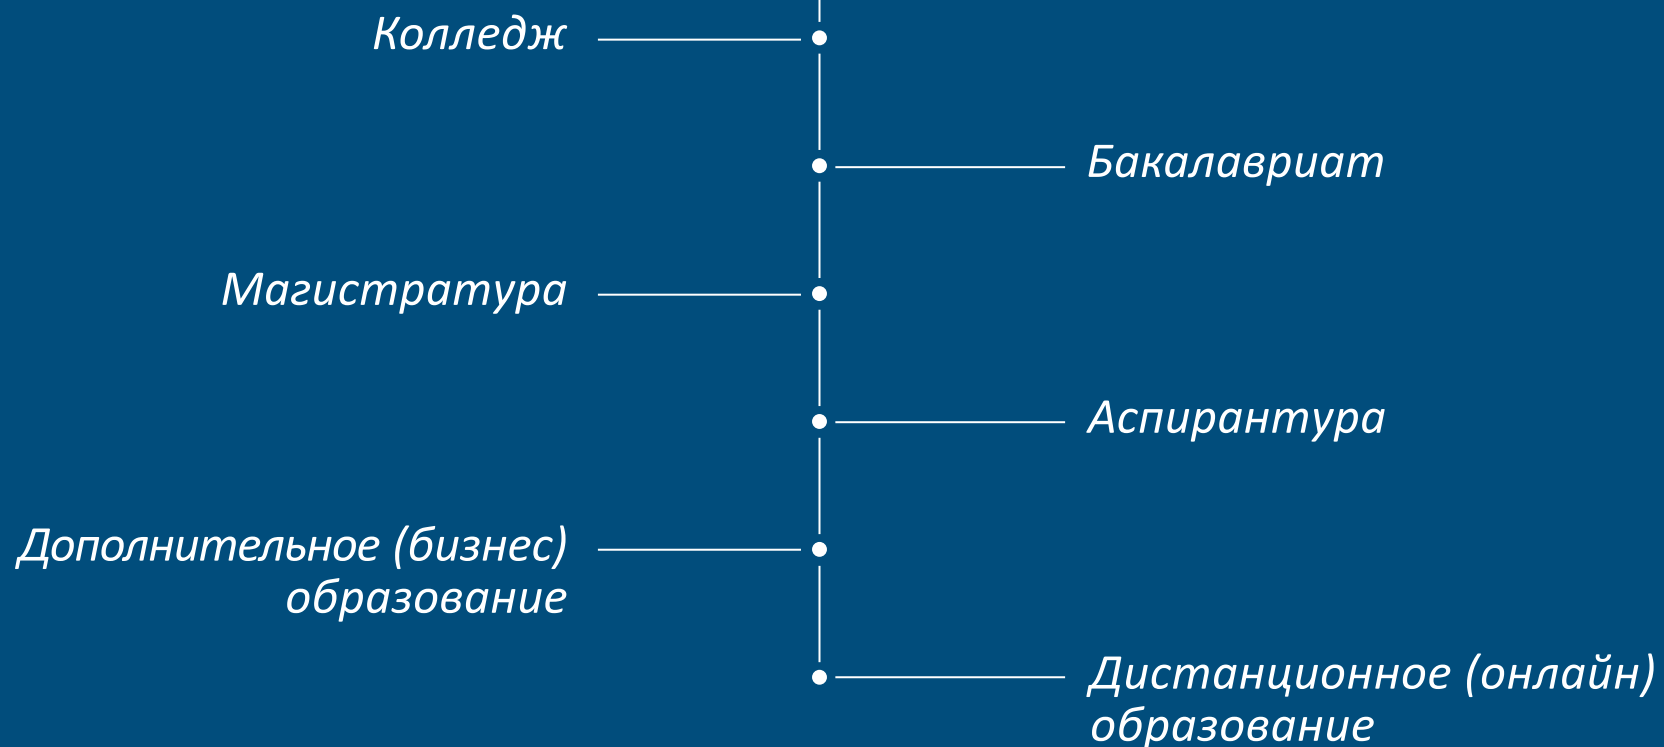 Колледж
Бакалавриат
Магистратура
Аспирантура
Дополнительное (бизнес)
образование
Дистанционное (онлайн)
образование